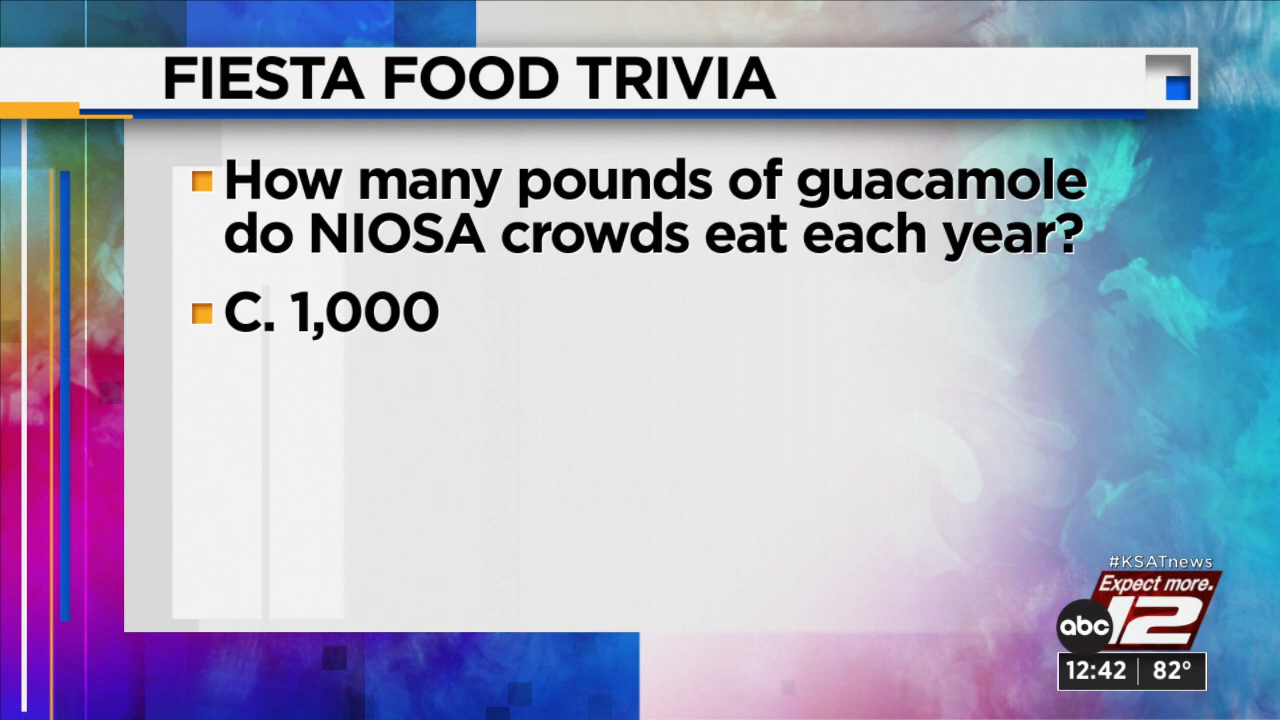 FIESTA FOOD TRIVIA
How many pounds of guacamole
do NIOSA crowds eat each year?
C. 1,000
#KSATnews
Expect more.
abc 12
12:42 82°